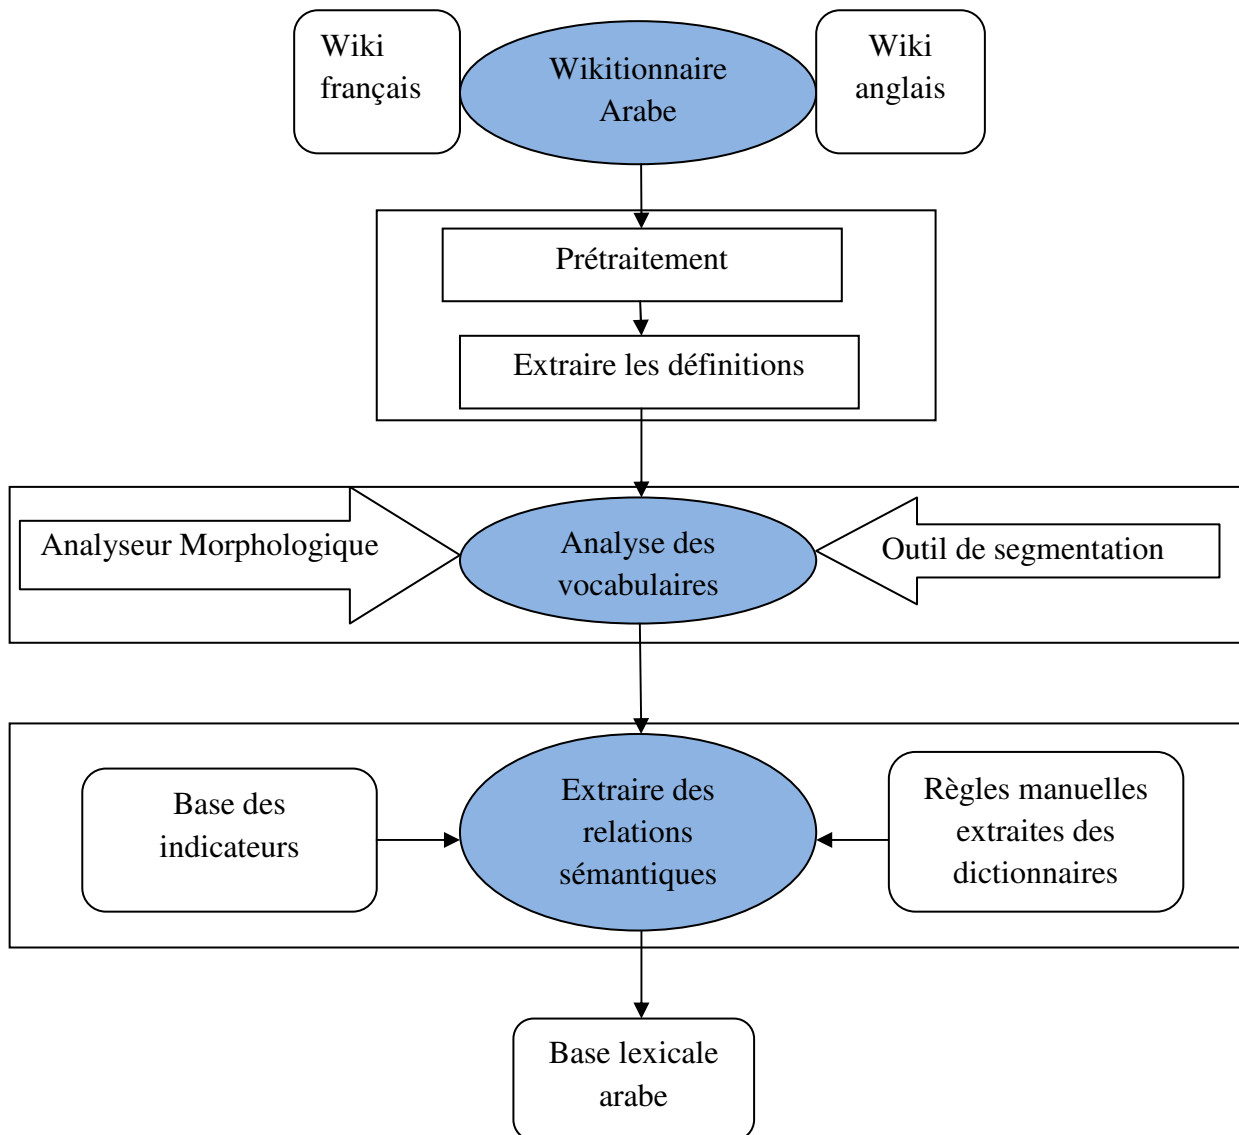 Wiki
français
Wikitionnaire
Arabe
Wiki
anglais
Prétraitement
Extraire les définitions
Analyseur Morphologique
Analyse des
vocabulaires
Outil de segmentation
Base des
indicateurs
Extraire des
relations
sémantiques
Règles manuelles
extraites des
dictionnaires
Base lexicale
arabe